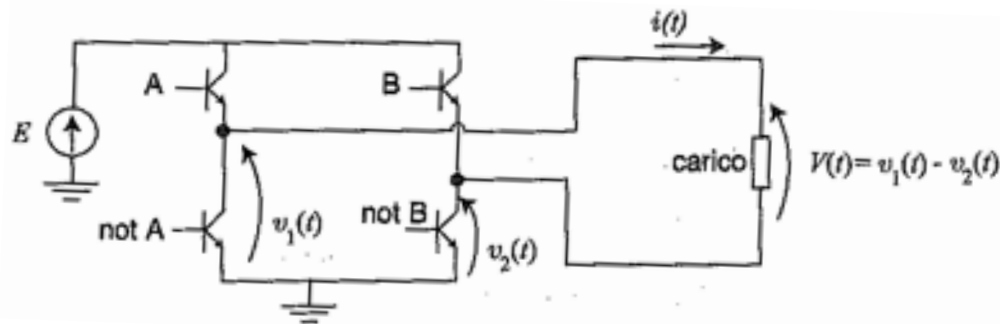 i(t)
A
B
E
carico
V(t)= v₁(t) - v₂(t)
not A
v₁(t)
not B
v₂(t)